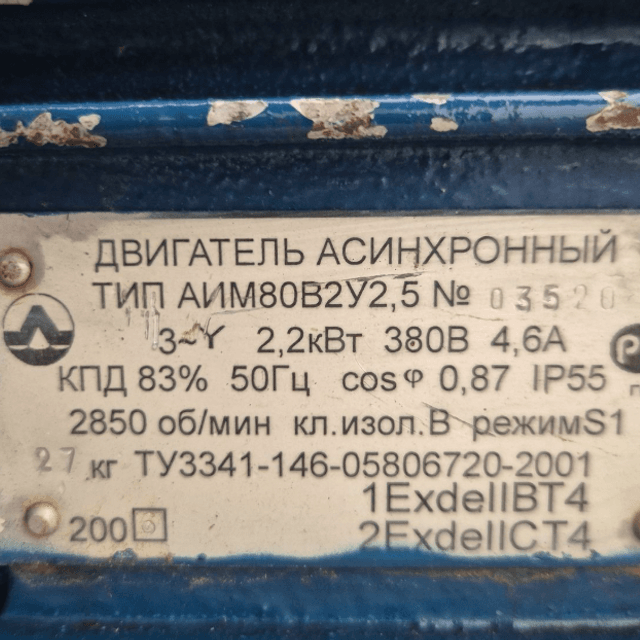 ДВИГАТЕЛЬ АСИНХРОННЫЙ
ТИП АИМ80В2У2,5 № 03520
3~Y 2,2кВт 380В 4,6А
КПД 83% 50Гц cosφ 0,87 IP55
2850 об/мин кл.изол.В режимS1
27 кг ТУ3341-146-05806720-2001
1ExdeIIBT4
200
2ExdeIICT4